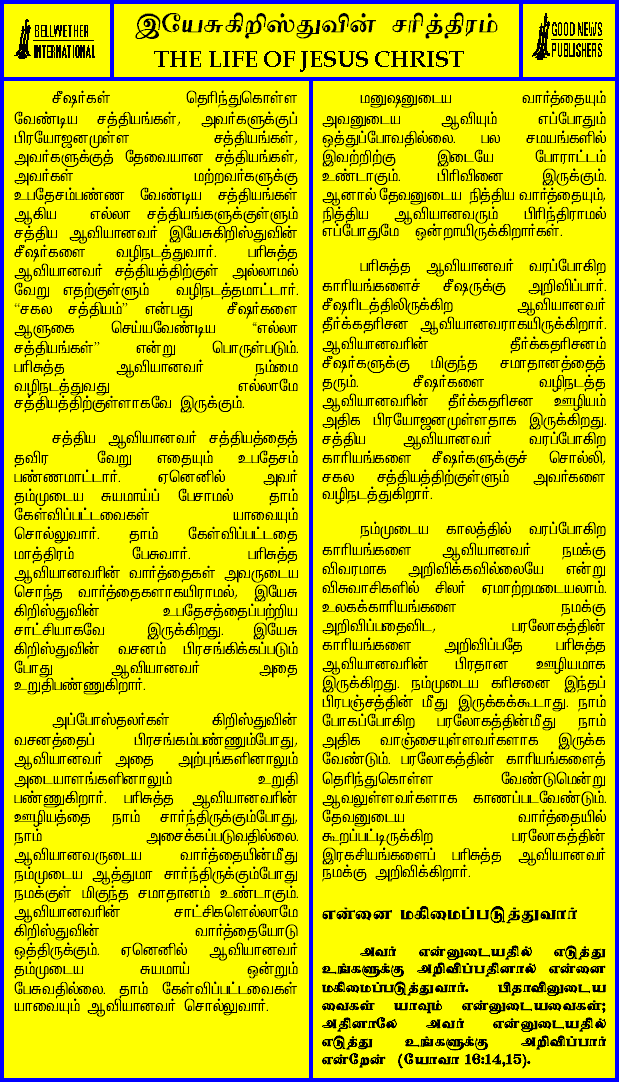 BELLWETHER
INTERNATIONAL
இயேசுகிறிஸ்துவின் சரித்திரம்
THE LIFE OF JESUS CHRIST
GOOD NEWS
PUBLISHERS
சீஷர்கள் தெரிந்துகொள்ள
வேண்டிய சத்தியங்கள், அவர்களுக்குப்
பிரயோஜனமுள்ள சத்தியங்கள்,
அவர்களுக்குத் தேவையான சத்தியங்கள்,
அவர்கள் மற்றவர்களுக்கு
உபதேசம்பண்ண வேண்டிய சத்தியங்கள்
ஆகிய எல்லா சத்தியங்களுக்குள்ளும்
சத்திய ஆவியானவர் இயேசுகிறிஸ்துவின்
சீஷர்களை வழிநடத்துவார். பரிசுத்த
ஆவியானவர் சத்தியத்திற்குள் அல்லாமல்
வேறு எதற்குள்ளும் வழிநடத்தமாட்டார்.
“சகல சத்தியம்” என்பது சீஷர்களை
ஆளுகை செய்யவேண்டிய “எல்லா
சத்தியங்கள்” என்று பொருள்படும்.
பரிசுத்த ஆவியானவர் நம்மை
வழிநடத்துவது எல்லாமே
சத்தியத்திற்குள்ளாகவே இருக்கும்.
சத்திய ஆவியானவர் சத்தியத்தைத்
தவிர வேறு எதையும் உபதேசம்
பண்ணமாட்டார். ஏனெனில் அவர்
தம்முடைய சுயமாய்ப் பேசாமல் தாம்
கேள்விப்பட்டவைகள் யாவையும்
சொல்லுவார். தாம் கேள்விப்பட்டதை
மாத்திரம் பேசுவார். பரிசுத்த
ஆவியானவரின் வார்த்தைகள் அவருடைய
சொந்த வார்த்தைகளாகயிராமல், இயேசு
கிறிஸ்துவின் உபதேசத்தைப்பற்றிய
சாட்சியாகவே இருக்கிறது. இயேசு
கிறிஸ்துவின் வசனம் பிரசங்கிக்கப்படும்
போது ஆவியானவர் அதை
உறுதிபண்ணுகிறார்.
அப்போஸ்தலர்கள் கிறிஸ்துவின்
வசனத்தைப் பிரசங்கம்பண்ணும்போது,
ஆவியானவர் அதை அற்புங்களினாலும்
அடையாளங்களினாலும் உறுதி
பண்ணுகிறார். பரிசுத்த ஆவியானவரின்
ஊழியத்தை நாம் சார்ந்திருக்கும்போது,
நாம் அசைக்கப்படுவதில்லை.
ஆவியானவருடைய வார்த்தையின்மீது
நம்முடைய ஆத்துமா சார்ந்திருக்கும்போது
நமக்குள் மிகுந்த சமாதானம் உண்டாகும்.
ஆவியானவரின் சாட்சிகளெல்லாமே
கிறிஸ்துவின் வார்த்தையோடு
ஒத்திருக்கும். ஏனெனில் ஆவியானவர்
தம்முடைய சுயமாய் ஒன்றும்
பேசுவதில்லை. தாம் கேள்விப்பட்டவைகள்
யாவையும் ஆவியானவர் சொல்லுவார்.
மனுஷனுடைய வார்த்தையும்
அவனுடைய ஆவியும் எப்போதும்
ஒத்துப்போவதில்லை. பல சமயங்களில்
இவற்றிற்கு இடையே போராட்டம்
உண்டாகும். பிரிவினை இருக்கும்.
ஆனால் தேவனுடைய நித்திய வார்த்தையும்,
நித்திய ஆவியானவரும் பிரிந்திராமல்
எப்போதுமே ஒன்றாயிருக்கிறார்கள்.
பரிசுத்த ஆவியானவர் வரப்போகிற
காரியங்களைச் சீஷருக்கு அறிவிப்பார்.
சீஷரிடத்திலிருக்கிற ஆவியானவர்
தீர்க்கதரிசன ஆவியானவராகயிருக்கிறார்.
ஆவியானவரின் தீர்க்கதரிசனம்
சீஷர்களுக்கு மிகுந்த சமாதானத்தைத்
தரும். சீஷர்களை வழிநடத்த
ஆவியானவரின் தீர்க்கதரிசன ஊழியம்
அதிக பிரயோஜனமுள்ளதாக இருக்கிறது.
சத்திய ஆவியானவர் வரப்போகிற
காரியங்களை சீஷர்களுக்குச் சொல்லி,
சகல சத்தியத்திற்குள்ளும் அவர்களை
வழிநடத்துகிறார்.
நம்முடைய காலத்தில் வரப்போகிற
காரியங்களை ஆவியானவர் நமக்கு
விவரமாக அறிவிக்கவில்லையே என்று
விசுவாசிகளில் சிலர் ஏமாற்றமடையலாம்.
உலகக்காரியங்களை நமக்கு
அறிவிப்பதைவிட, பரலோகத்தின்
காரியங்களை அறிவிப்பதே பரிசுத்த
ஆவியானவரின் பிரதான ஊழியமாக
இருக்கிறது. நம்முடைய கரிசனை இந்தப்
பிரபஞ்சத்தின் மீது இருக்கக்கூடாது. நாம்
போகப்போகிற பரலோகத்தின்மீது நாம்
அதிக வாஞ்சையுள்ளவர்களாக இருக்க
வேண்டும். பரலோகத்தின் காரியங்களைத்
தெரிந்துகொள்ள வேண்டுமென்று
ஆவலுள்ளவர்களாக காணப்படவேண்டும்.
தேவனுடைய வார்த்தையில்
கூறப்பட்டிருக்கிற பரலோகத்தின்
இரகசியங்களைப் பரிசுத்த ஆவியானவர்
நமக்கு அறிவிக்கிறார்.
என்னை மகிமைப்படுத்துவார்
அவர் என்னுடையதில் எடுத்து
உங்களுக்கு அறிவிப்பதினால் என்னை
மகிமைப்படுத்துவார். பிதாவினுடைய
வைகள் யாவும் என்னுடையவைகள்;
அதினாலே அவர் என்னுடையதில்
எடுத்து உங்களுக்கு அறிவிப்பார்
என்றேன் (யோவா 16:14,15).